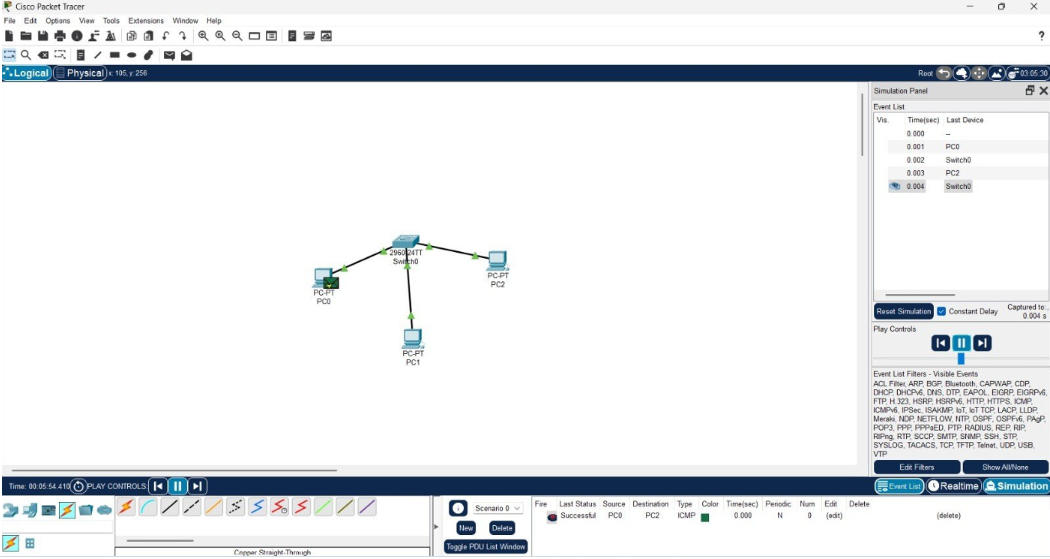 Cisco Packet Tracer
File Edit Options View Tools Extensions Window Help
?
Logical Physical x: 105, y: 256 Root 03:05:30
Simulation Panel
Event List
Vis. Time(sec) Last Device
0.000 --
0.001 PC0
0.002 Switch0
0.003 PC2
0.004 Switch0
2960-24TT
Switch0
PC-PT
PC0
PC-PT
PC2
PC-PT
PC1
Reset Simulation Constant Delay Captured to:
0.004 s
Play Controls
Event List Filters - Visible Events
ACL Filter, ARP, BGP, Bluetooth, CAPWAP, CDP,
DHCP, DHCPv6, DNS, DTP, EAPOL, EIGRP, EIGRPv6,
FTP, H.323, HSRP, HSRPv6, HTTP, HTTPS, ICMP,
ICMPv6, IPSec, ISAKMP, IoT, IoT TCP, LACP, LLDP,
Meraki, NDP, NETFLOW, NTP, OSPF, OSPFv6, PAgP,
POP3, PPP, PPPoED, PTP, RADIUS, REP, RIP,
RIPng, RTP, SCCP, SMTP, SNMP, SSH, STP,
SYSLOG, TACACS, TCP, TFTP, Telnet, UDP, USB,
VTP
Edit Filters Show All/None
Time: 00:05:54.410 PLAY CONTROLS: Event List Realtime Simulation
Scenario 0
New Delete
Toggle PDU List Window
Fire Last Status Source Destination Type Color Time(sec) Periodic Num Edit Delete
Successful PC0 PC2 ICMP 0.000 N 0 (edit) (delete)
Copper Straight-Through